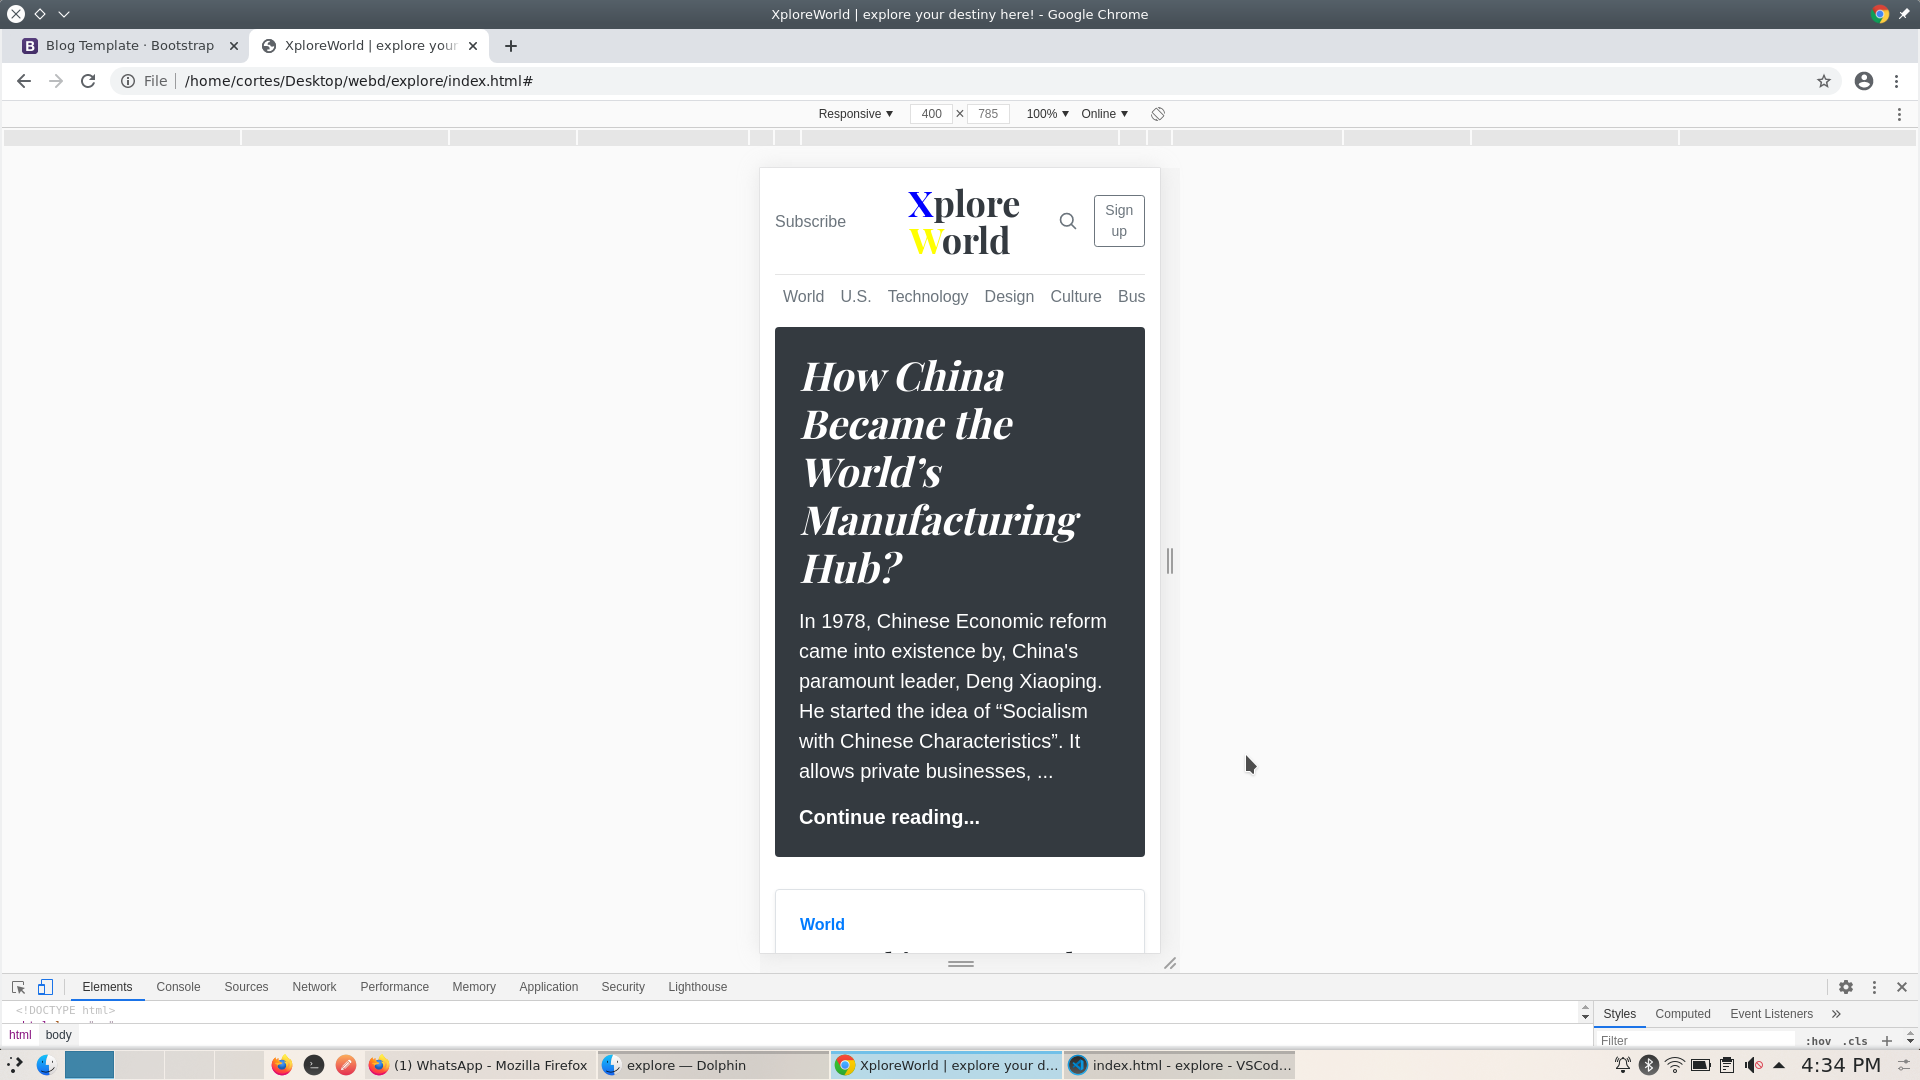 XploreWorld | explore your destiny here! - Google Chrome
Blog Template · Bootstrap
XploreWorld | explore your
File
/home/cortes/Desktop/webd/explore/index.html#
Responsive ▼ 400 × 785 100% ▼ Online ▼
Subscribe
Xplore
World
Sign
up
World U.S. Technology Design Culture Bus
How China
Became the
World’s
Manufacturing
Hub?
In 1978, Chinese Economic reform
came into existence by, China's
paramount leader, Deng Xiaoping.
He started the idea of “Socialism
with Chinese Characteristics”. It
allows private businesses, ...
Continue reading...
World
Elements Console Sources Network Performance Memory Application Security Lighthouse
<!DOCTYPE html>
html body
Styles Computed Event Listeners »
Filter :hov .cls +
(1) WhatsApp - Mozilla Firefox
explore — Dolphin
XploreWorld | explore your d...
index.html - explore - VSCod...
4:34 PM